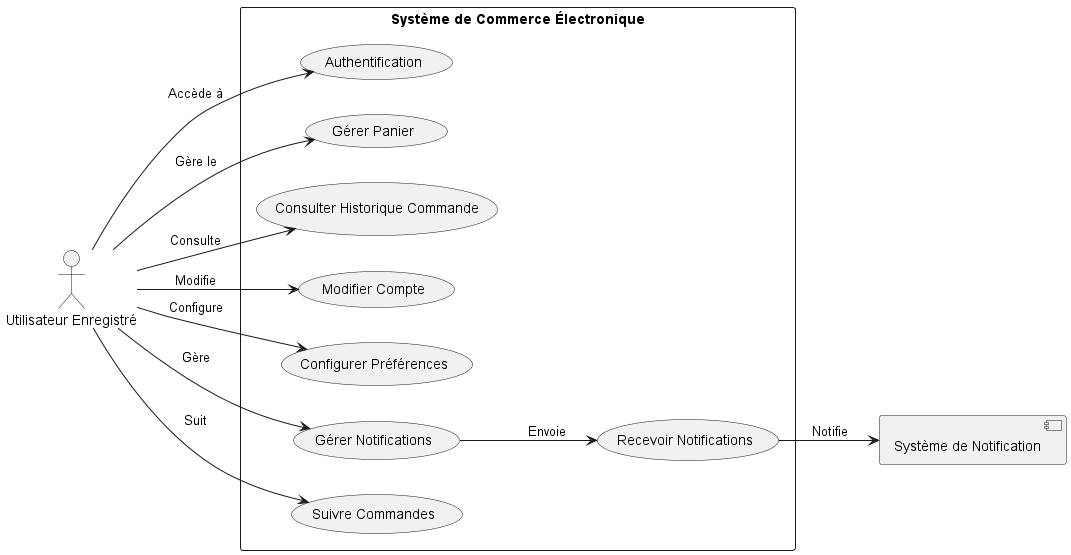 Système de Commerce Électronique
Authentification
Accède à
Gérer Panier
Gère le
Consulter Historique Commande
Consulte
Modifie
Modifier Compte
Utilisateur Enregistré
Configure
Configurer Préférences
Gère
Gérer Notifications
Envoie
Recevoir Notifications
Notifie
Système de Notification
Suit
Suivre Commandes